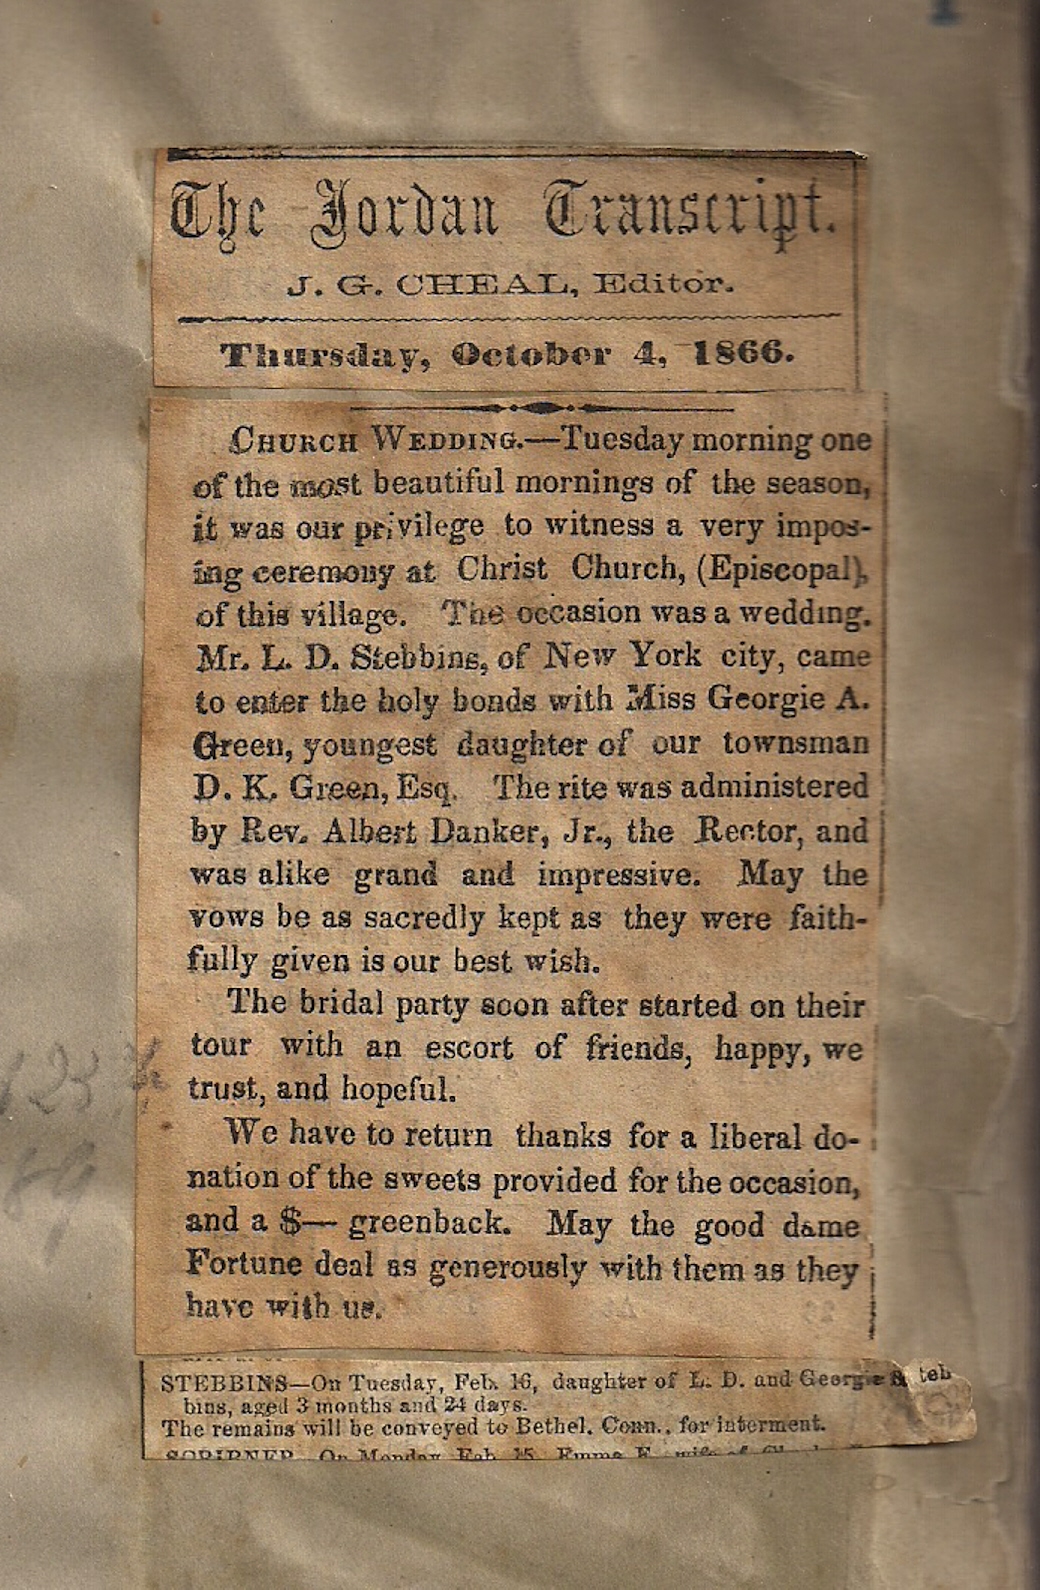 The Jordan Transcript.
J. G. CHEAL, Editor.
Thursday, October 4, 1866.
CHURCH WEDDING.—Tuesday morning one
of the most beautiful mornings of the season,
it was our privilege to witness a very impos-
ing ceremony at Christ Church, (Episcopal),
of this village. The occasion was a wedding.
Mr. L. D. Stebbins, of New York city, came
to enter the holy bonds with Miss Georgie A.
Green, youngest daughter of our townsman
D. K. Green, Esq. The rite was administered
by Rev. Albert Danker, Jr., the Rector, and
was alike grand and impressive. May the
vows be as sacredly kept as they were faith-
fully given is our best wish.
The bridal party soon after started on their
tour with an escort of friends, happy, we
trust, and hopeful.
We have to return thanks for a liberal do-
nation of the sweets provided for the occasion,
and a $— greenback. May the good dame
Fortune deal as generously with them as they
have with us.
STEBBINS—On Tuesday, Feb. 16, daughter of L. D. and Georgie S. teb
bins, aged 3 months and 24 days.
The remains will be conveyed to Bethel, Conn., for interment.
SCRIBNER—On Monday, Feb. 15, Emma F., wife of